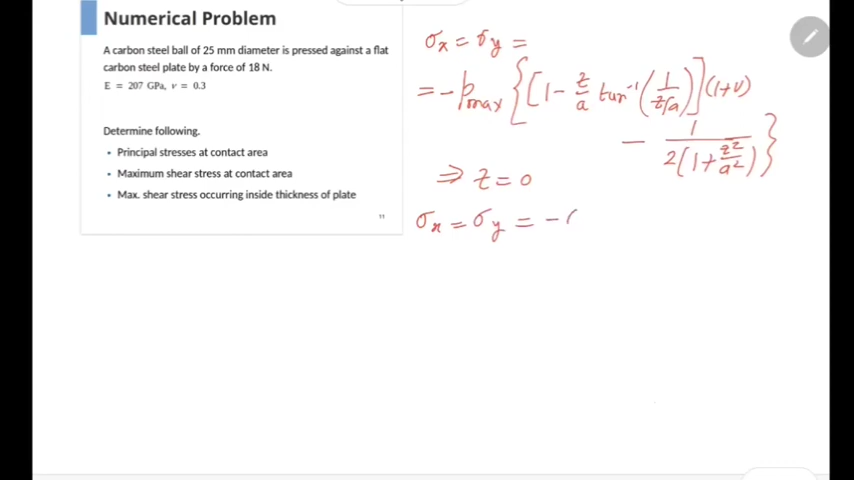 Numerical Problem
A carbon steel ball of 25 mm diameter is pressed against a flat
carbon steel plate by a force of 18 N.
E = 207 GPa, ν = 0.3
Determine following.
• Principal stresses at contact area
• Maximum shear stress at contact area
• Max. shear stress occurring inside thickness of plate
11
σx = σy =
= - pmax { [ 1 - z/a tan⁻¹ ( 1/(z/a) ) ] (1+ν)
- 1/(2(1+z²/a²)) }
⇒ z = 0
σx = σy = - (